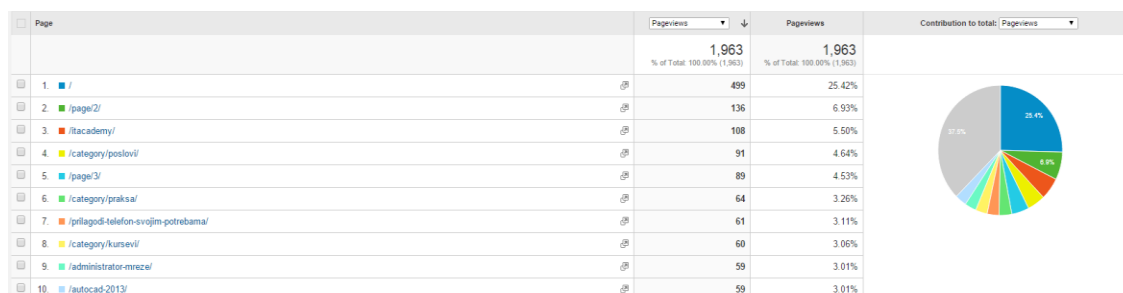 Page Pageviews Pageviews Contribution to total: Pageviews
1,963 1,963
% of Total: 100.00% (1,963) % of Total: 100.00% (1,963)
1. / 499 25.42%
2. /page/2/ 136 6.93%
3. /itacademy/ 108 5.50%
4. /category/poslovi/ 91 4.64%
5. /page/3/ 89 4.53%
6. /category/praksa/ 64 3.26%
7. /prilagodi-telefon-svojim-potrebama/ 61 3.11%
8. /category/kursevi/ 60 3.06%
9. /administrator-mreze/ 59 3.01%
10. /autocad-2013/ 59 3.01%
25.4%
6.9%
37.5%